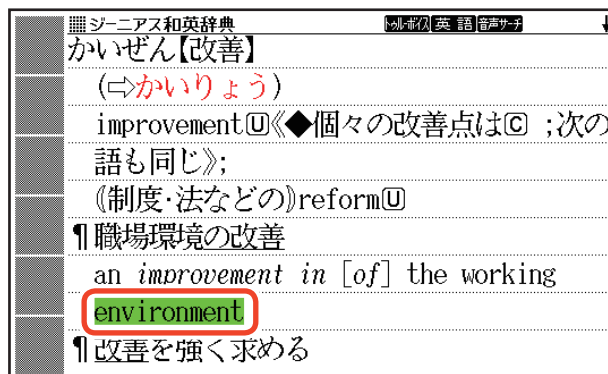 ジーニアス和英辞典 トゥルーボイス 英語 音声サーチ
かいぜん【改善】
(⇨かいりょう)
improvementⓊ《◆個々の改善点はⒸ ;次の
語も同じ》;
((制度･法などの))reformⓊ
¶職場環境の改善
an improvement in [of] the working
environment
¶改善を強く求める